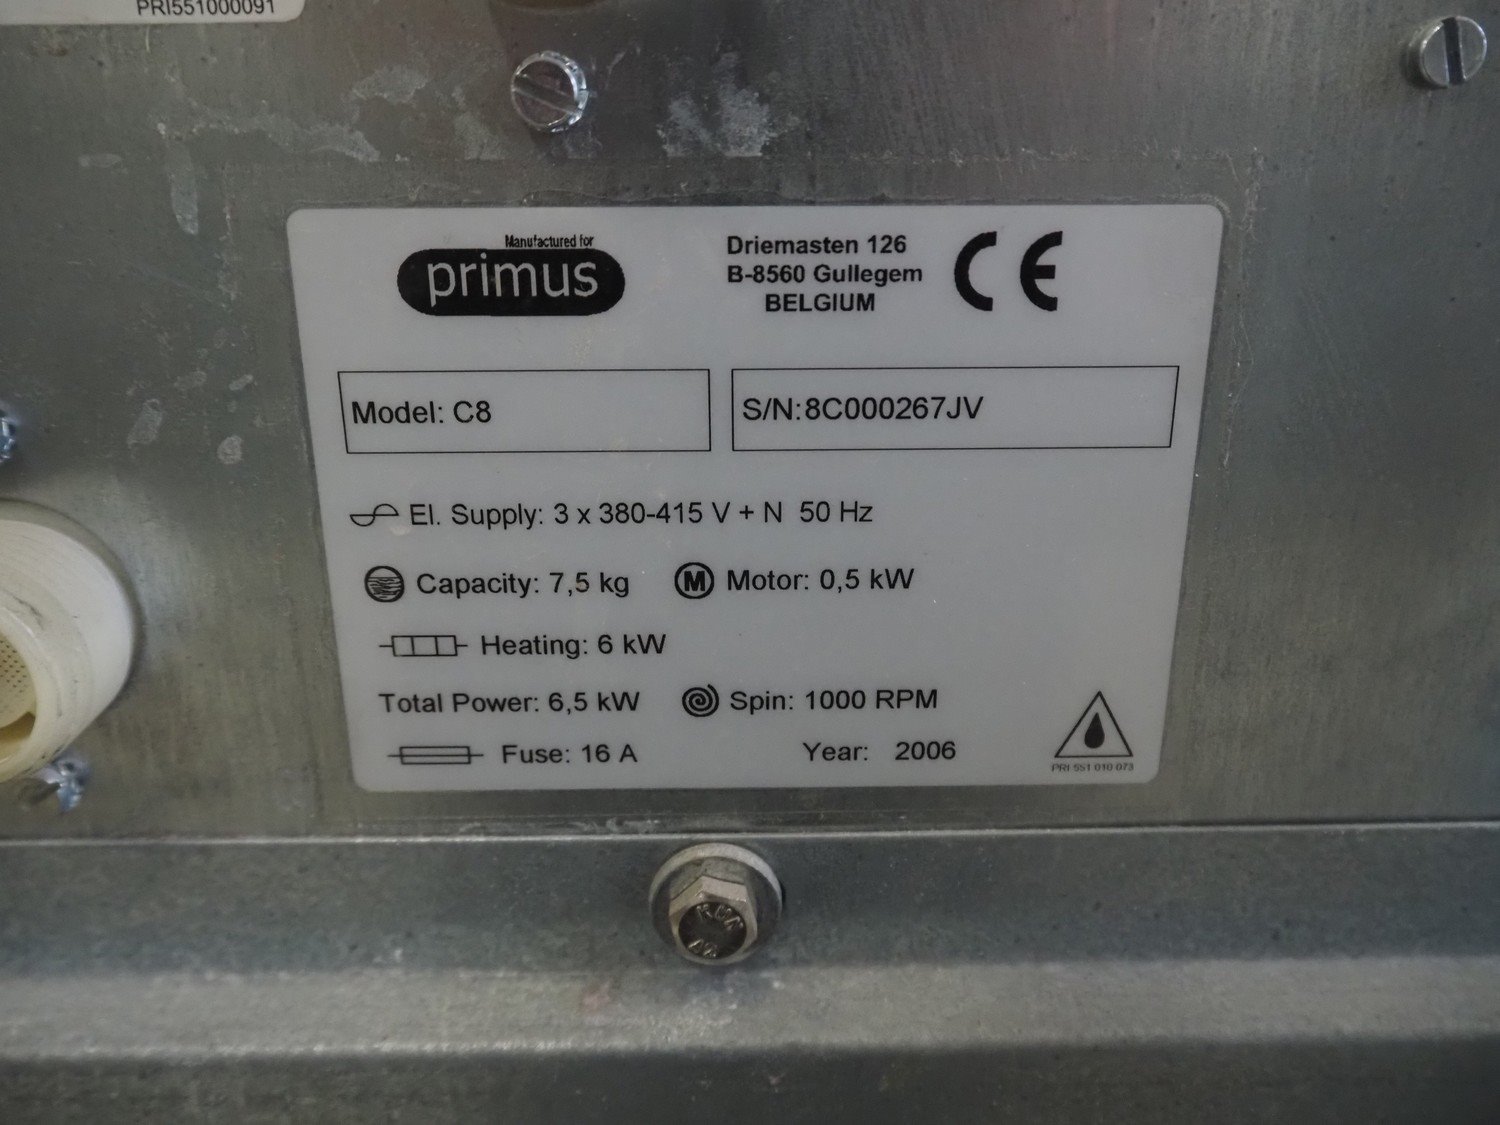 PRI551000091
Manufactured for
primus
Driemasten 126
B-8560 Gullegem
BELGIUM
CE
Model: C8
S/N:8C000267JV
El. Supply: 3 x 380-415 V + N 50 Hz
Capacity: 7,5 kg
M Motor: 0,5 kW
Heating: 6 kW
Total Power: 6,5 kW
Spin: 1000 RPM
Fuse: 16 A
Year: 2006
PRI 551 010 073
A2